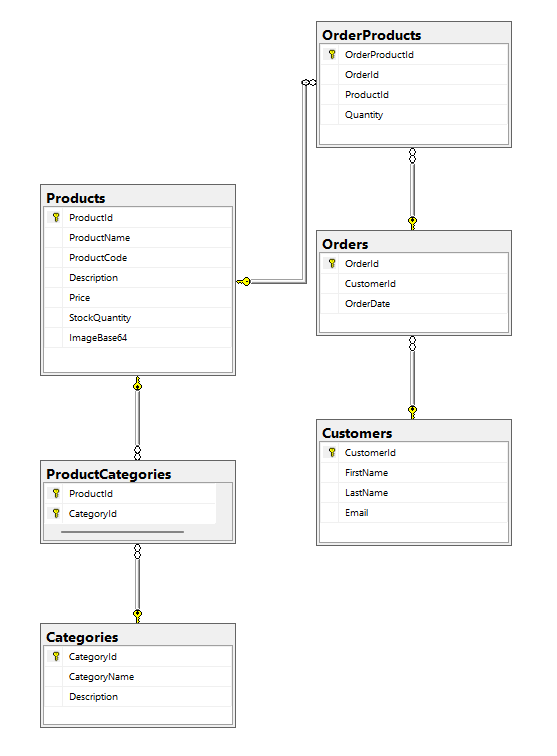 OrderProducts
OrderProductId
OrderId
ProductId
Quantity
Products
ProductId
ProductName
ProductCode
Description
Price
StockQuantity
ImageBase64
Orders
OrderId
CustomerId
OrderDate
Customers
CustomerId
FirstName
LastName
Email
ProductCategories
ProductId
CategoryId
Categories
CategoryId
CategoryName
Description